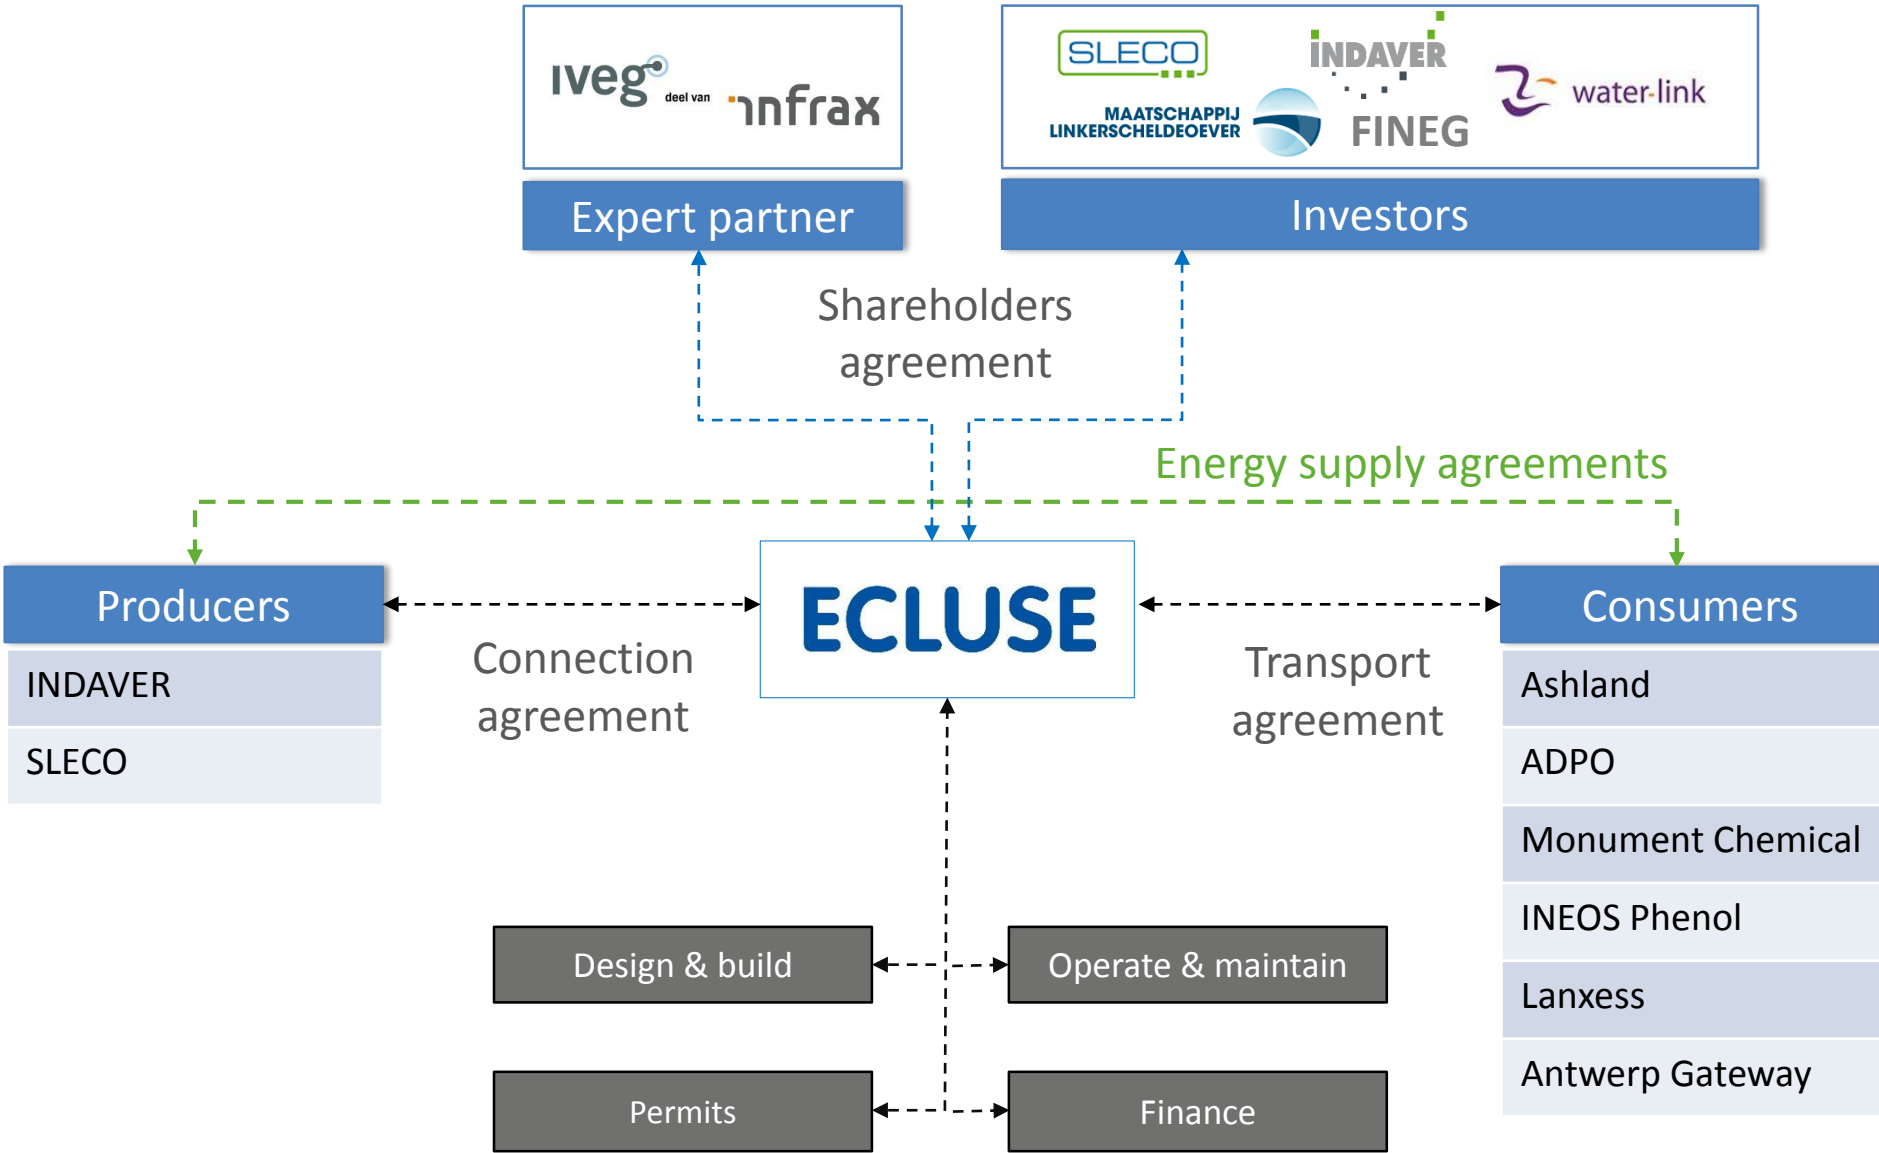 ıveg
deel van
ınfrax
SLECO
INDAVER
MAATSCHAPPIJ
LINKERSCHELDEOEVER
FINEG
water-link
Expert partner
Investors
Shareholders
agreement
Energy supply agreements
Producers
INDAVER
SLECO
Connection
agreement
ECLUSE
Transport
agreement
Consumers
Ashland
ADPO
Monument Chemical
INEOS Phenol
Lanxess
Antwerp Gateway
Design & build
Operate & maintain
Permits
Finance